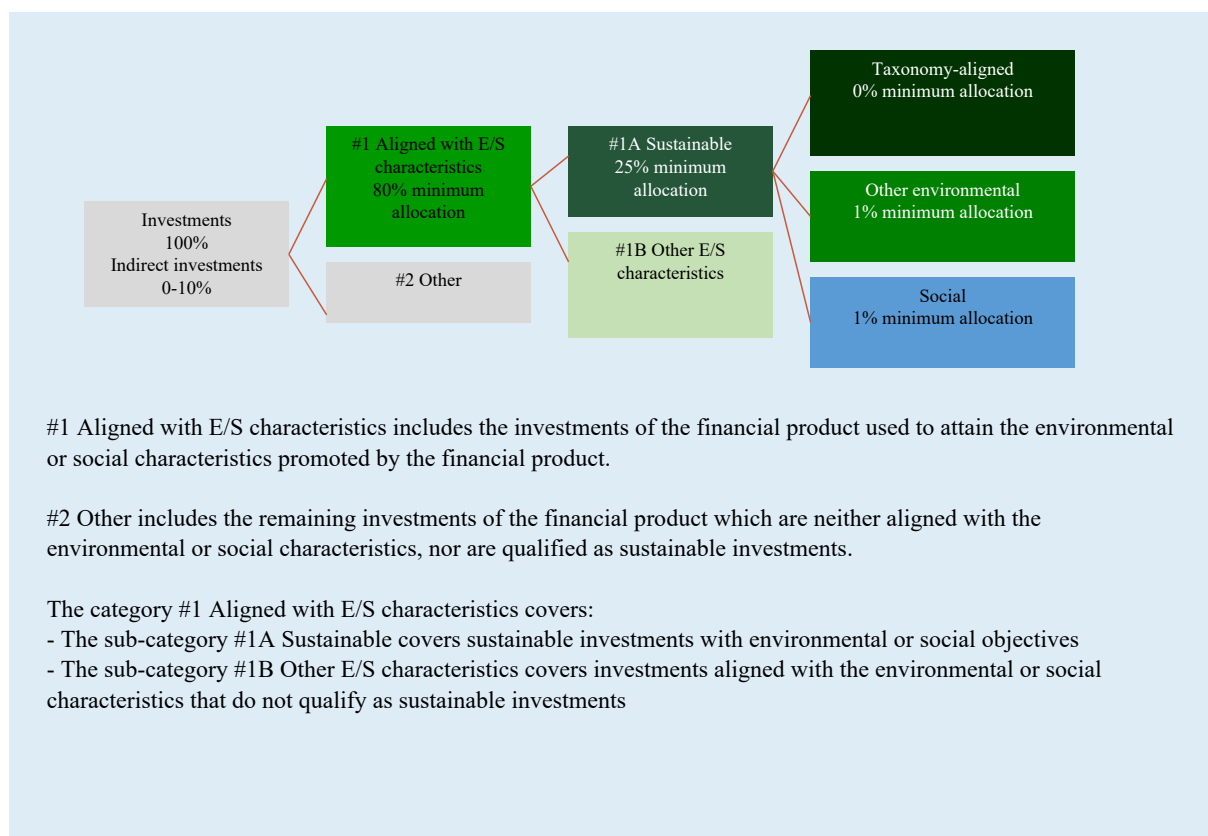 Investments
100%
Indirect investments
0-10%
#1 Aligned with E/S
characteristics
80% minimum
allocation
#2 Other
#1A Sustainable
25% minimum
allocation
#1B Other E/S
characteristics
Taxonomy-aligned
0% minimum allocation
Other environmental
1% minimum allocation
Social
1% minimum allocation
#1 Aligned with E/S characteristics includes the investments of the financial product used to attain the environmental
or social characteristics promoted by the financial product.
#2 Other includes the remaining investments of the financial product which are neither aligned with the
environmental or social characteristics, nor are qualified as sustainable investments.
The category #1 Aligned with E/S characteristics covers:
- The sub-category #1A Sustainable covers sustainable investments with environmental or social objectives
- The sub-category #1B Other E/S characteristics covers investments aligned with the environmental or social
characteristics that do not qualify as sustainable investments